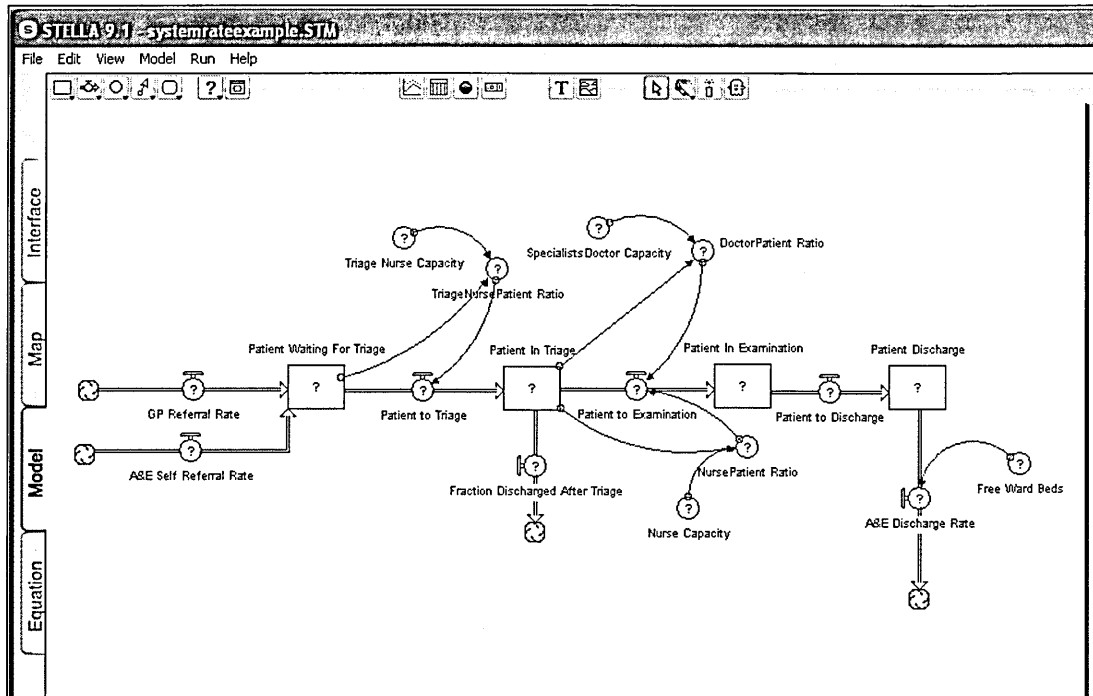 STELLA 9.1 - systemrateexample.STM
File Edit View Model Run Help
? T
Interface
Map
Model
Equation
? Triage Nurse Capacity
? TriageNursePatient Ratio
? SpecialistsDoctor Capacity
? DoctorPatient Ratio
Patient Waiting For Triage
?
Patient In Triage
?
Patient In Examination
?
Patient Discharge
?
? GP Referral Rate
? Patient to Triage
? Patient to Examination
? Patient to Discharge
? A&E Self Referral Rate
? Fraction Discharged After Triage
? NursePatient Ratio
? Nurse Capacity
? Free Ward Beds
? A&E Discharge Rate